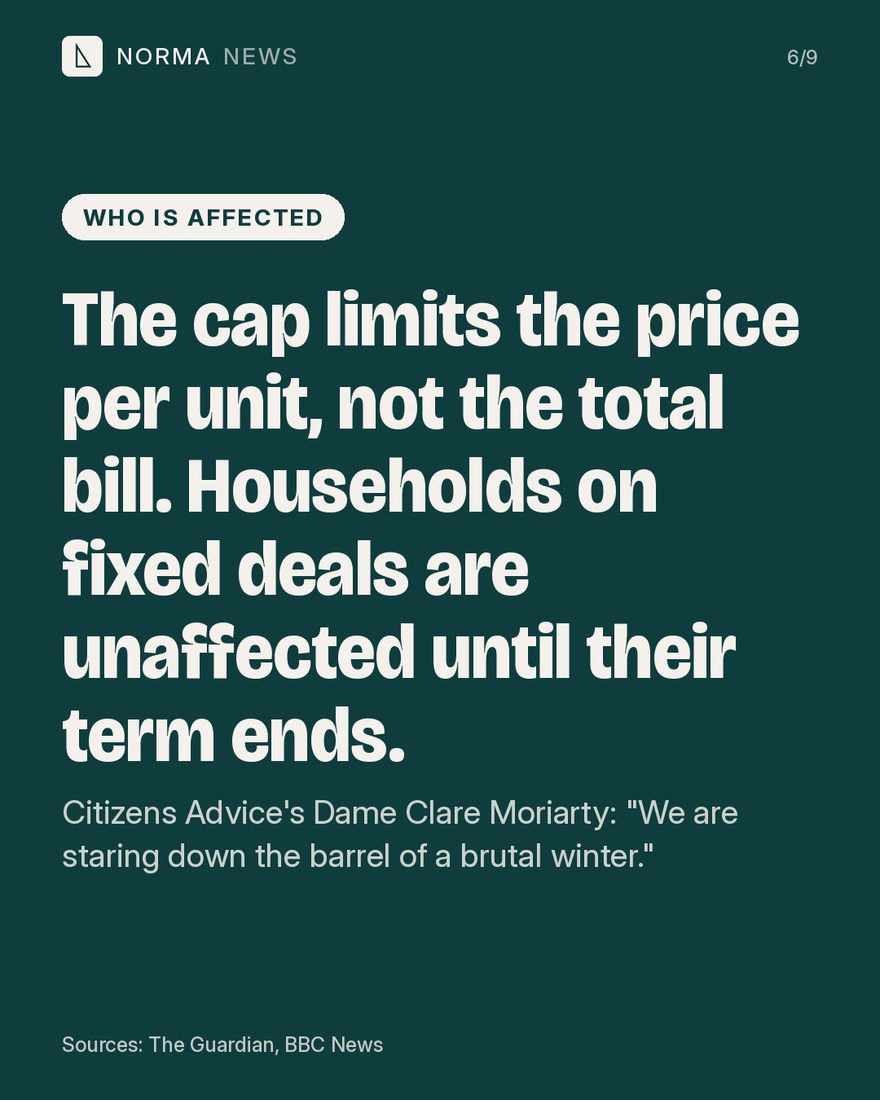 NORMA NEWS
6/9
WHO IS AFFECTED
The cap limits the price
per unit, not the total
bill. Households on
fixed deals are
unaffected until their
term ends.
Citizens Advice's Dame Clare Moriarty: "We are
staring down the barrel of a brutal winter."
Sources: The Guardian, BBC News